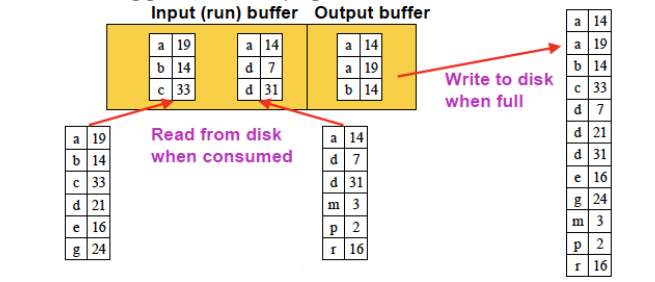 Input (run) buffer Output buffer
a 19
b 14
c 33
a 14
d 7
d 31
a 14
a 19
b 14
Write to disk
when full
Read from disk
when consumed
a 19
b 14
c 33
d 21
e 16
g 24
a 14
d 7
d 31
m 3
p 2
r 16
a 14
a 19
b 14
c 33
d 7
d 21
d 31
e 16
g 24
m 3
p 2
r 16